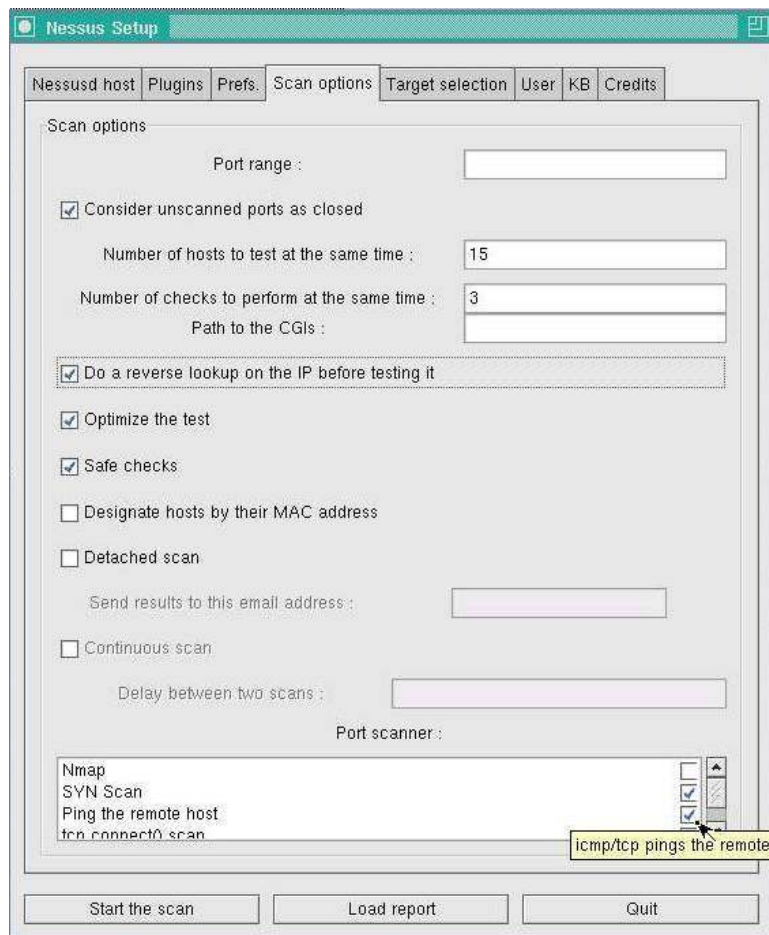 Nessus Setup
Nessusd host Plugins Prefs. Scan options Target selection User KB Credits
Scan options
Port range :
Consider unscanned ports as closed
Number of hosts to test at the same time : 15
Number of checks to perform at the same time : 3
Path to the CGIs :
Do a reverse lookup on the IP before testing it
Optimize the test
Safe checks
Designate hosts by their MAC address
Detached scan
Send results to this email address :
Continuous scan
Delay between two scans :
Port scanner :
Nmap
SYN Scan
Ping the remote host
tcp connect() scan
icmp/tcp pings the remote
Start the scan Load report Quit